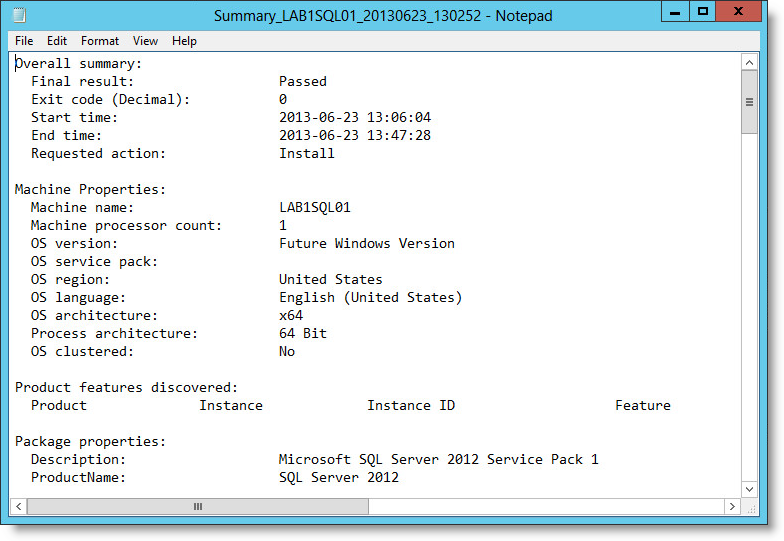 Summary_LAB1SQL01_20130623_130252 - Notepad
File Edit Format View Help
Overall summary:
Final result: Passed
Exit code (Decimal): 0
Start time: 2013-06-23 13:06:04
End time: 2013-06-23 13:47:28
Requested action: Install
Machine Properties:
Machine name: LAB1SQL01
Machine processor count: 1
OS version: Future Windows Version
OS service pack:
OS region: United States
OS language: English (United States)
OS architecture: x64
Process architecture: 64 Bit
OS clustered: No
Product features discovered:
Product Instance Instance ID Feature
Package properties:
Description: Microsoft SQL Server 2012 Service Pack 1
ProductName: SQL Server 2012